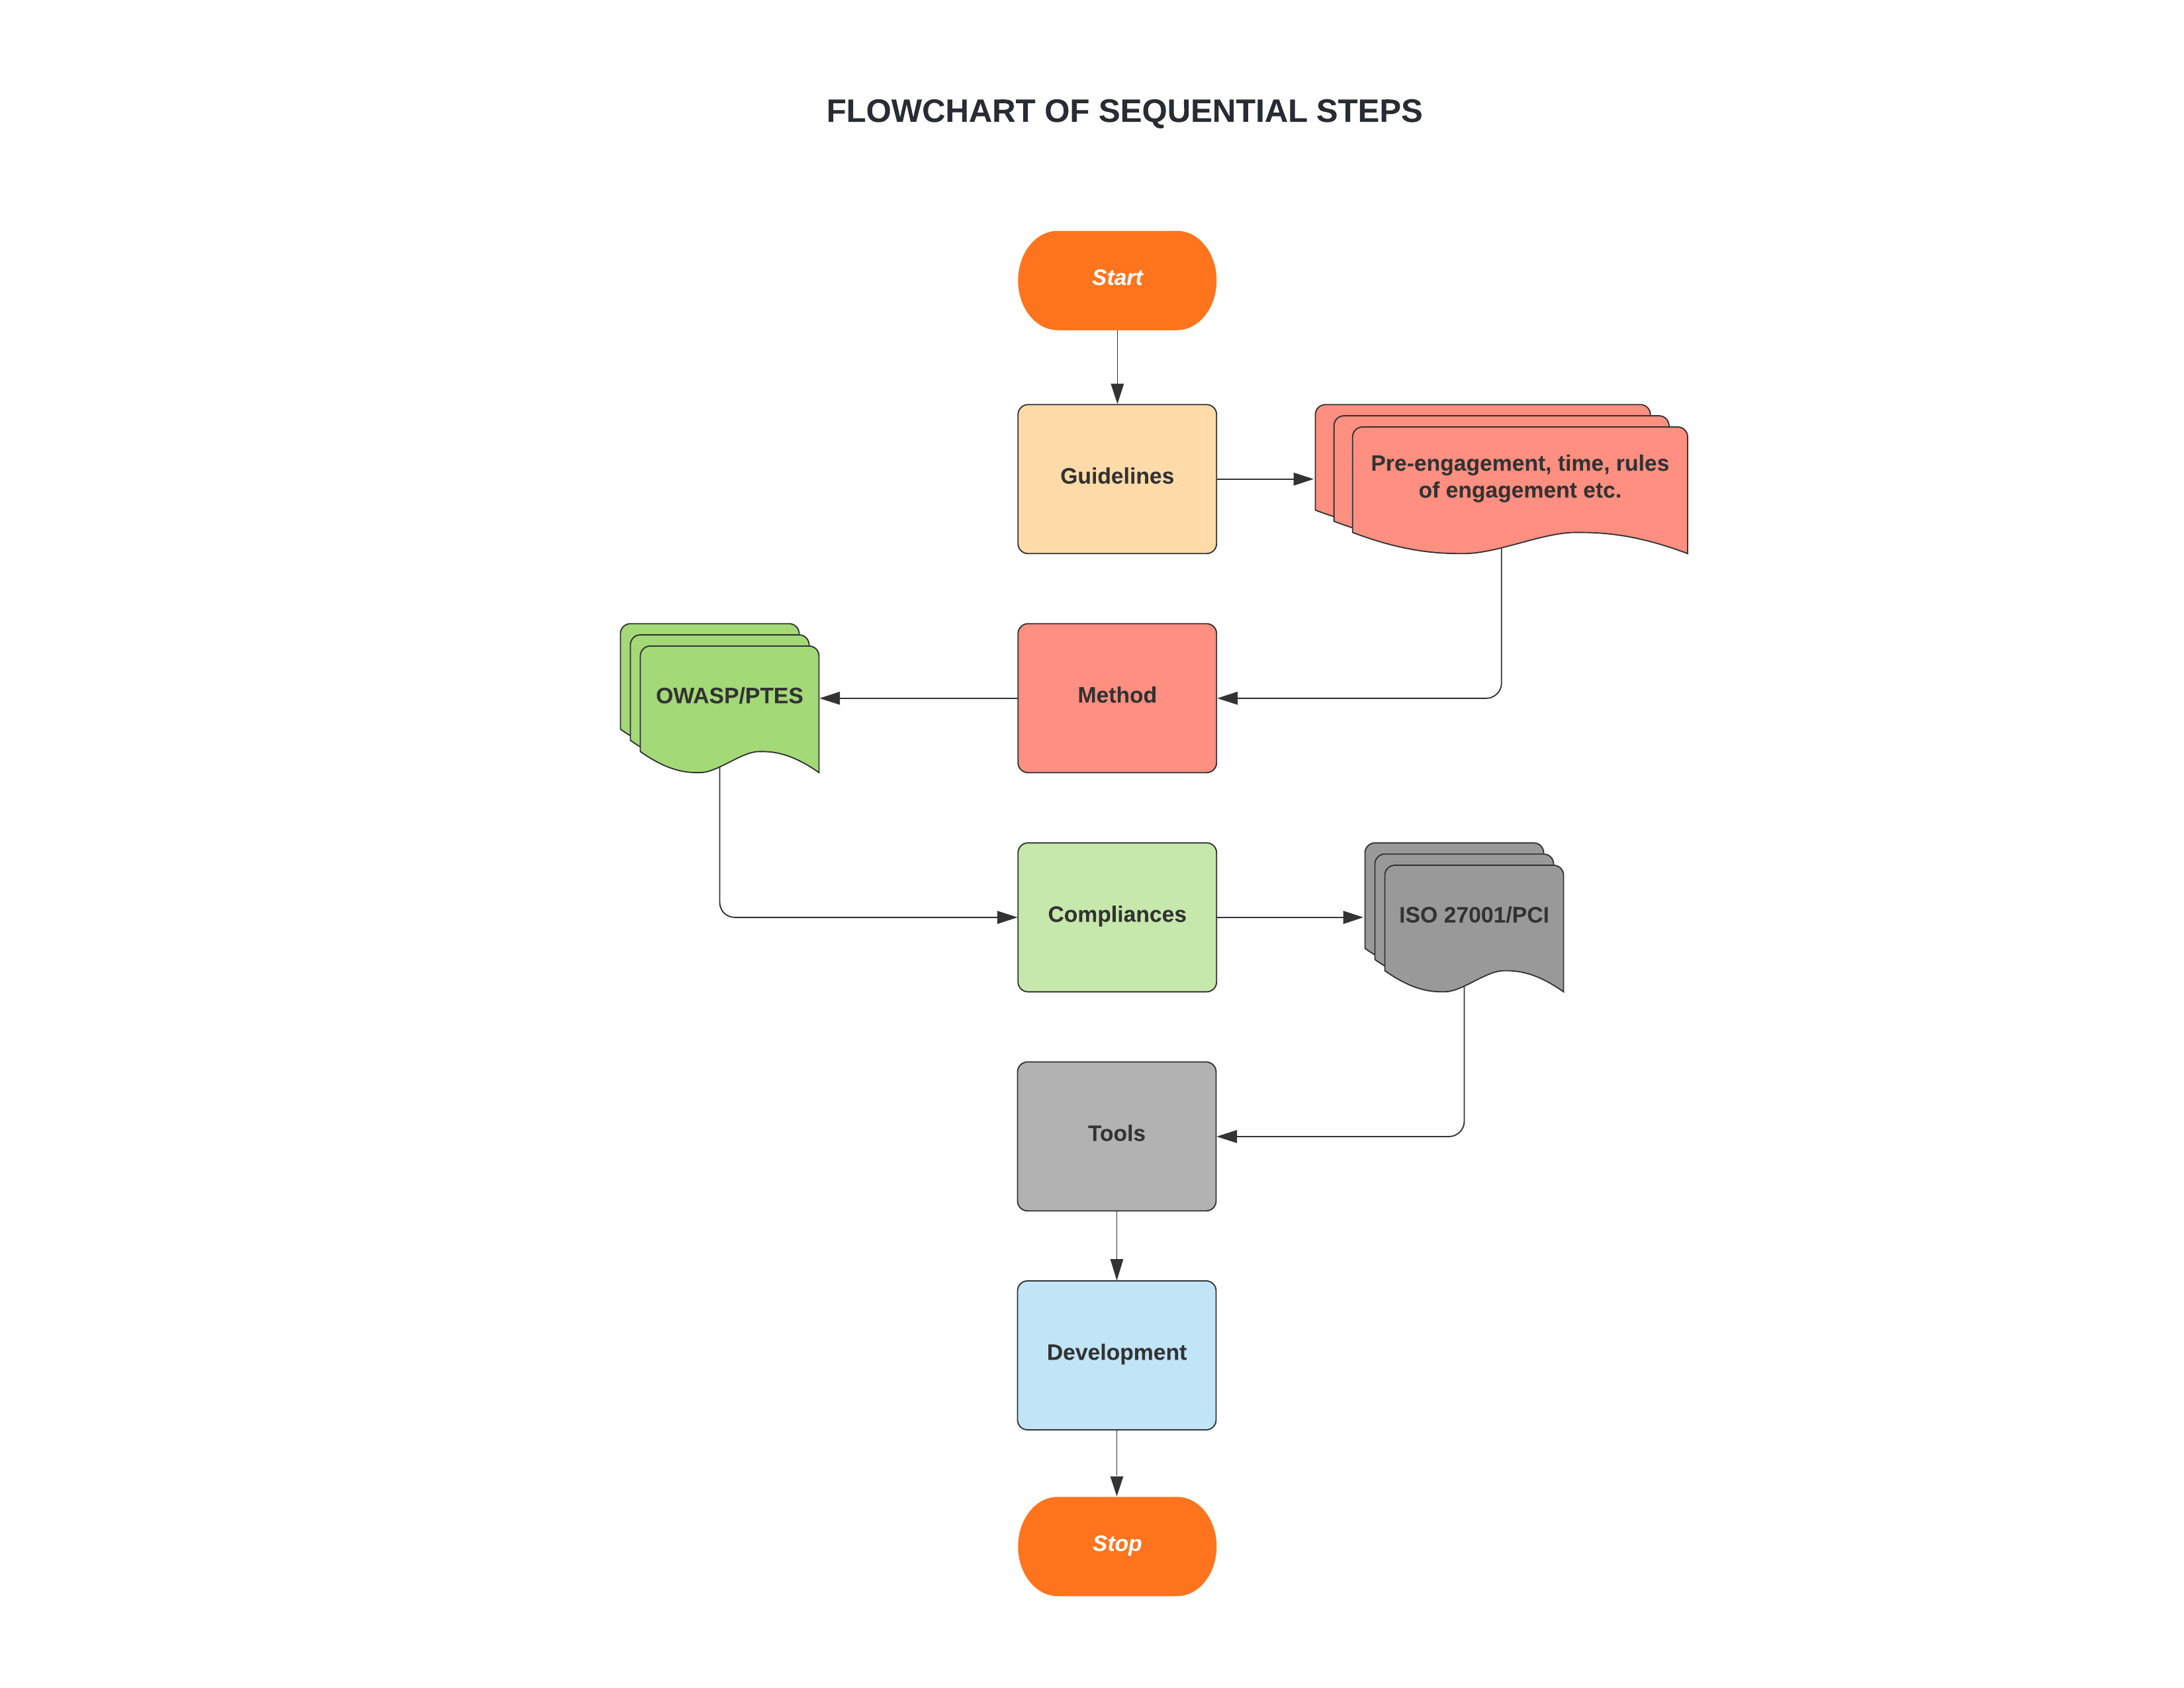 FLOWCHART OF SEQUENTIAL STEPS
Start
Guidelines
Pre-engagement, time, rules
of engagement etc.
Method
OWASP/PTES
Compliances
ISO 27001/PCI
Tools
Development
Stop